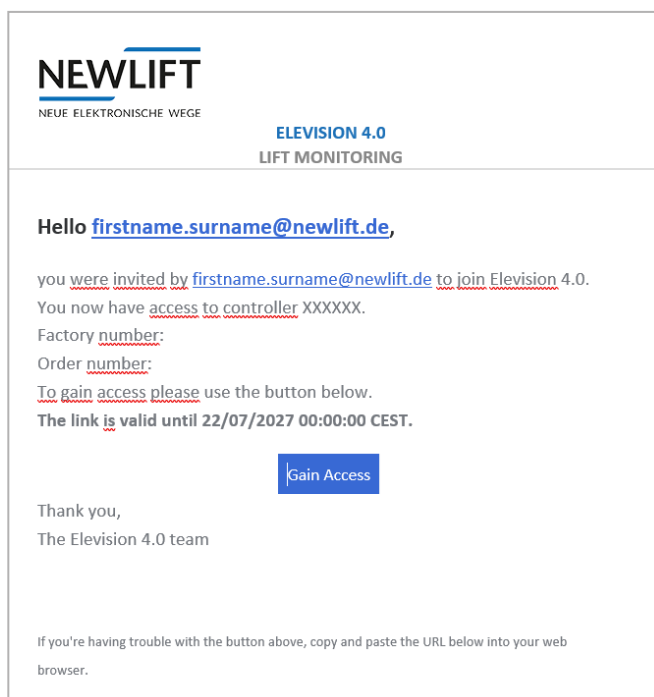 NEWLIFT
NEUE ELEKTRONISCHE WEGE
ELEVISION 4.0
LIFT MONITORING
Hello firstname.surname@newlift.de,
you were invited by firstname.surname@newlift.de to join Elevision 4.0.
You now have access to controller XXXXXX.
Factory number:
Order number:
To gain access please use the button below.
The link is valid until 22/07/2027 00:00:00 CEST.
Gain Access
Thank you,
The Elevision 4.0 team
If you're having trouble with the button above, copy and paste the URL below into your web
browser.